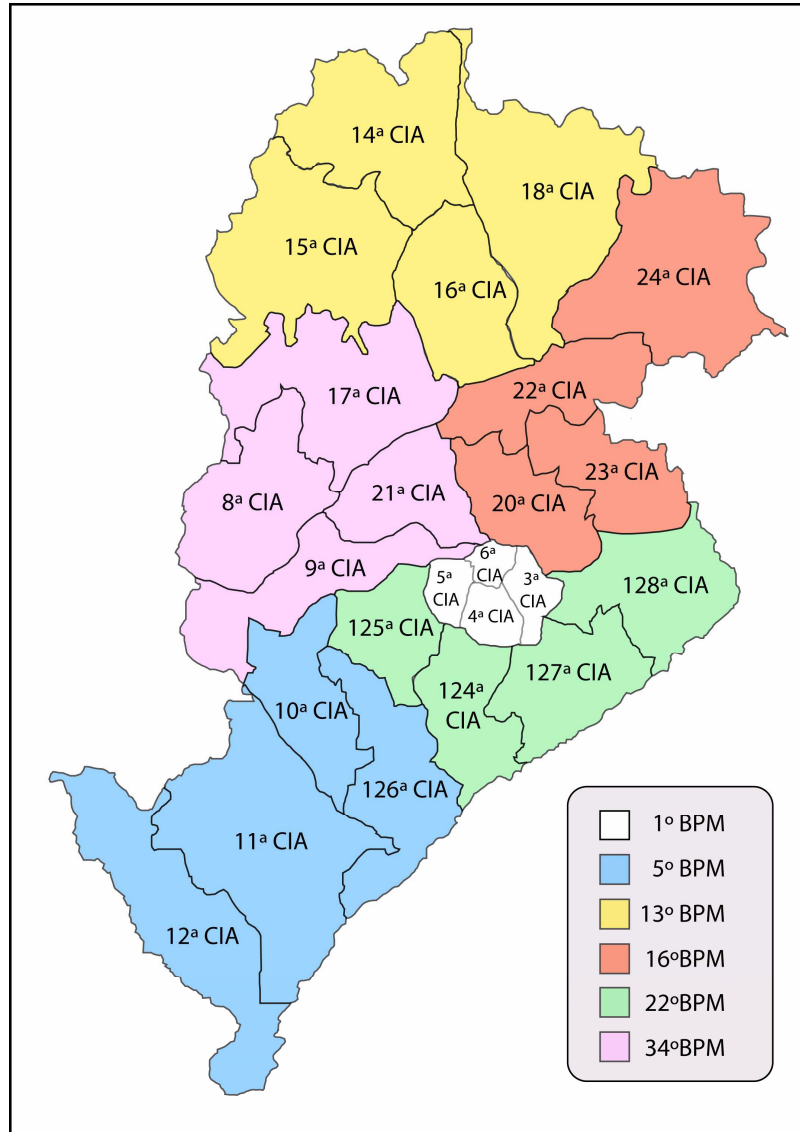 14ª CIA
18ª CIA
15ª CIA
24ª CIA
16ª CIA
17ª CIA
22ª CIA
23ª CIA
21ª CIA
8ª CIA
20ª CIA
6ª
CIA
9ª CIA
5ª
CIA
3ª
CIA
128ª CIA
4ª CIA
125ª CIA
127ª CIA
124ª
CIA
10ª CIA
126ª CIA
11ª CIA
12ª CIA
1º BPM
5º BPM
13º BPM
16ºBPM
22ºBPM
34ºBPM